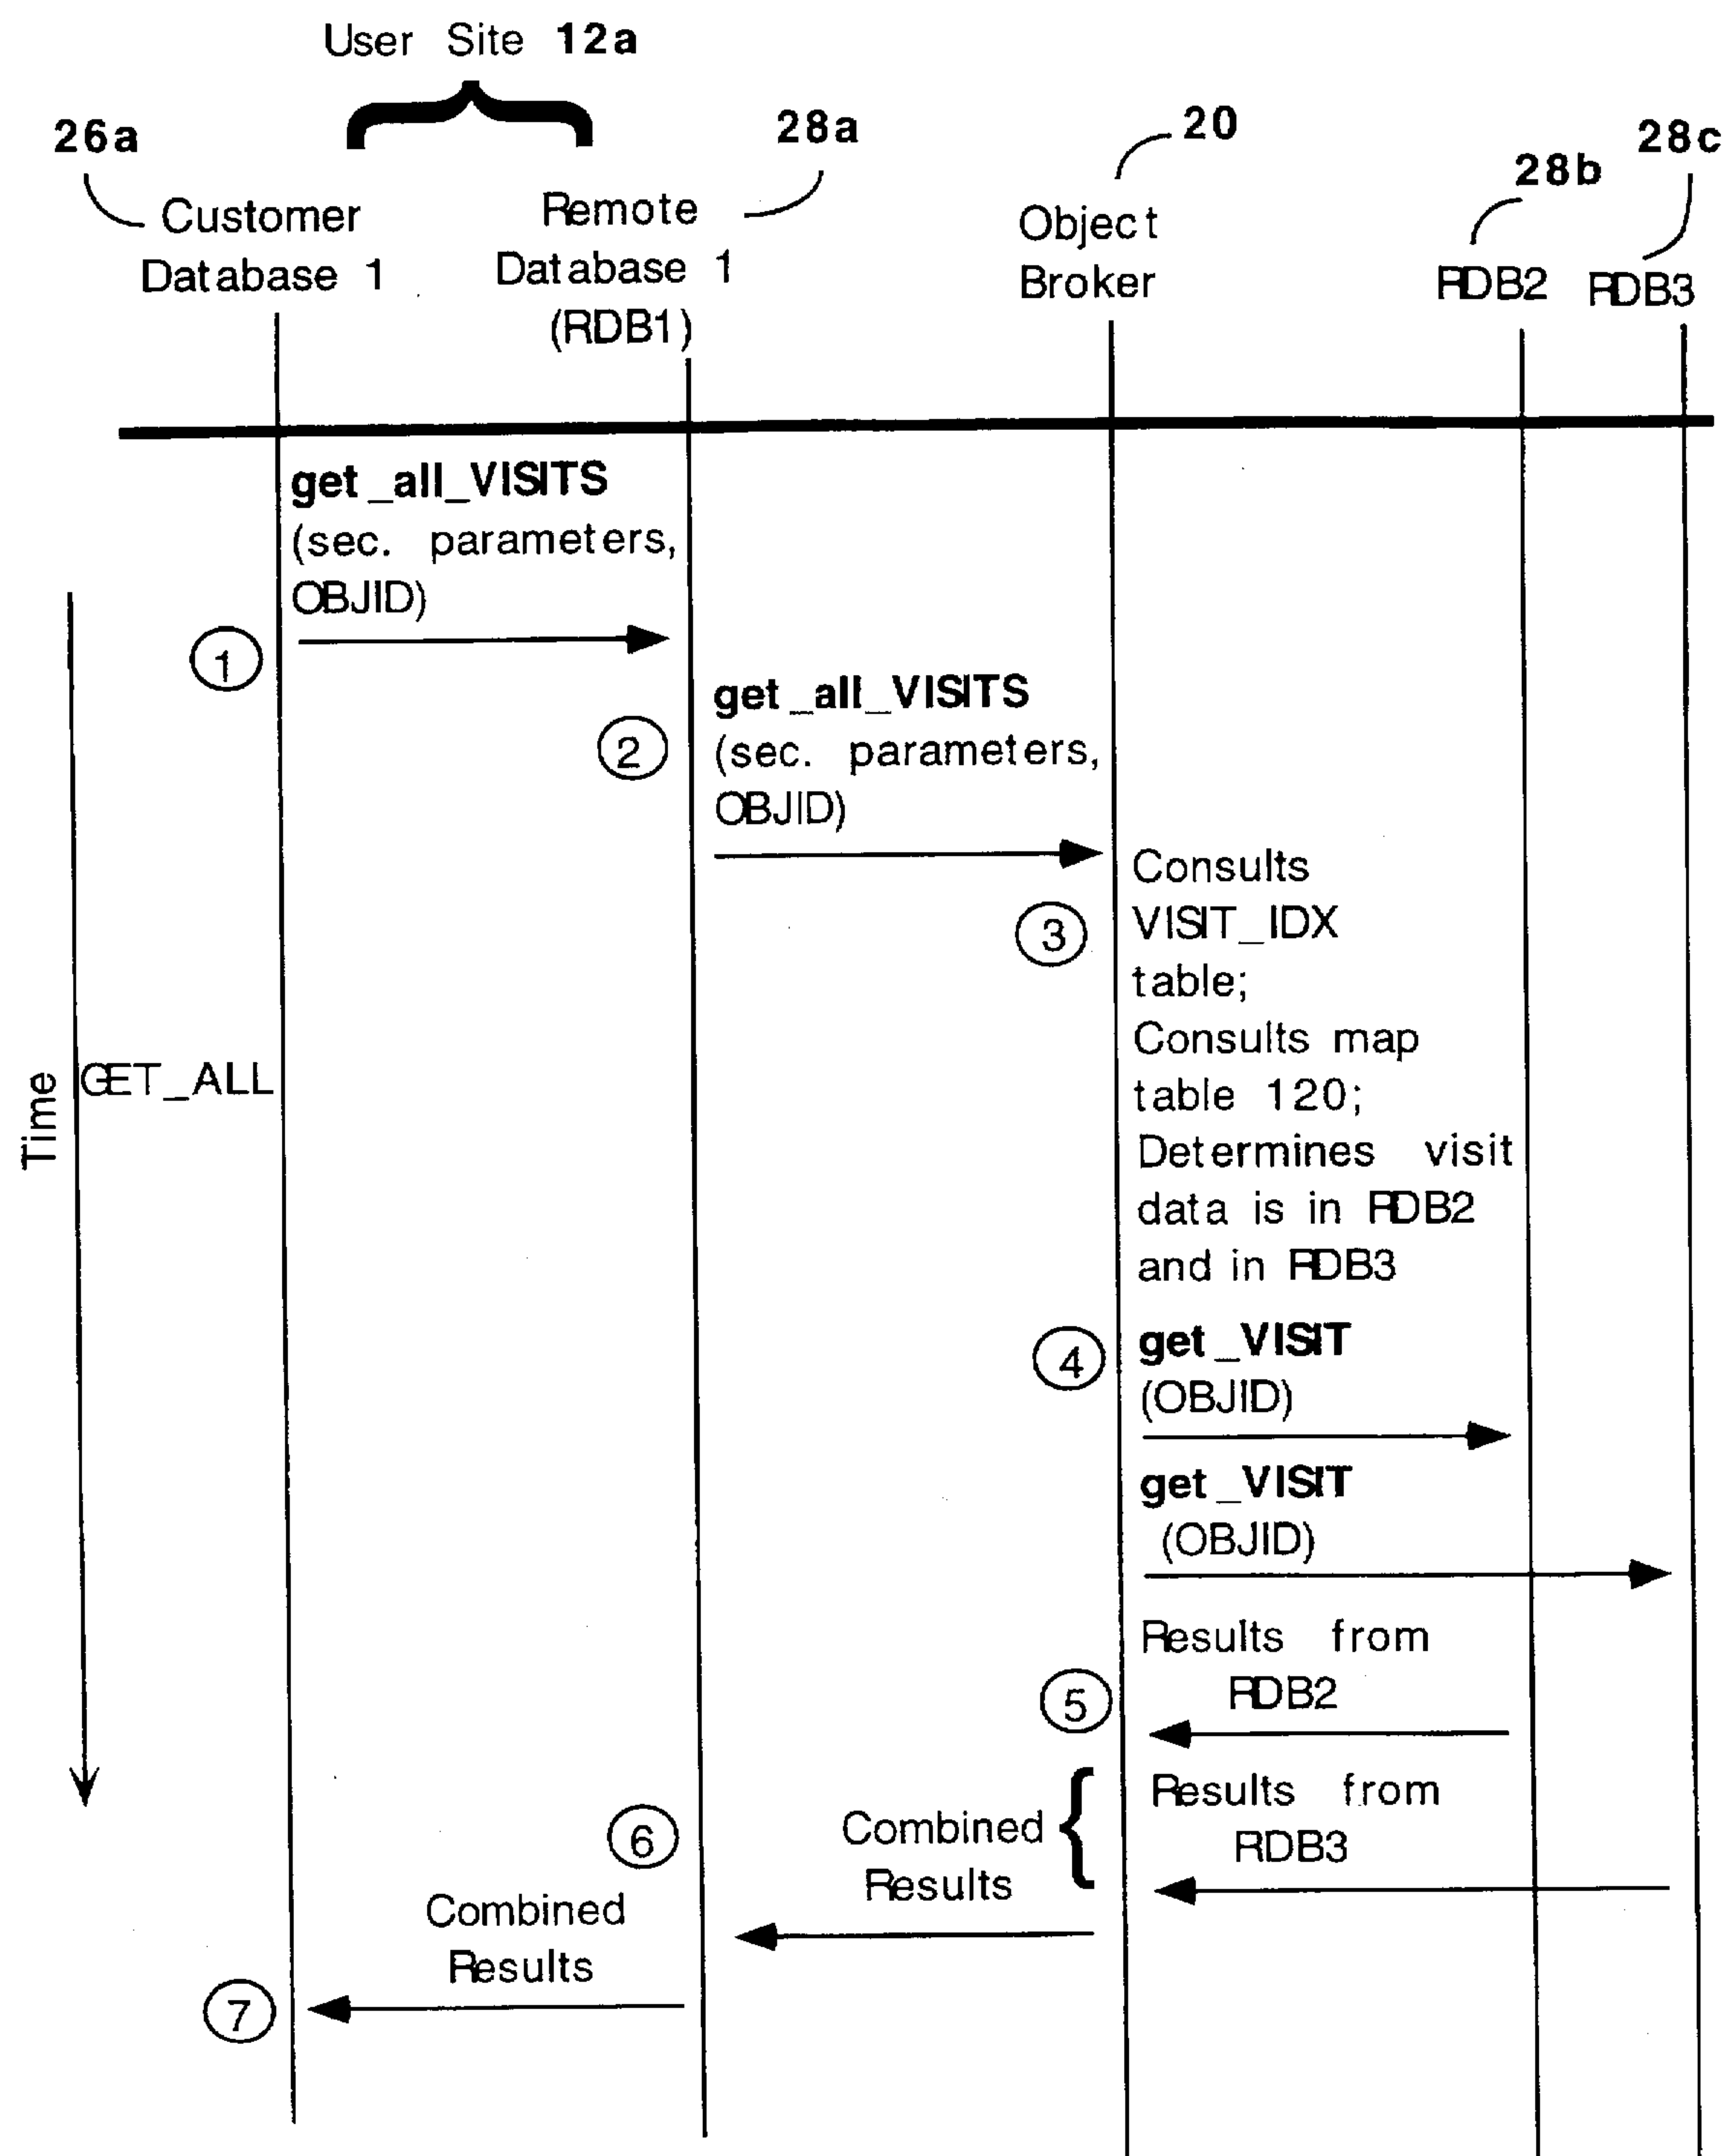 User Site 12a
26a
28a
20
28b
28c
Customer
Database 1
Remote
Database 1
(RDB1)
Object
Broker
RDB2
RDB3
get_all_VISITS
(sec. parameters,
OBJID)
1
get_all_VISITS
(sec. parameters,
OBJID)
2
Consults
VISIT_IDX
table;
Consults map
table 120;
Determines visit
data is in RDB2
and in RDB3
3
Time
GET_ALL
get_VISIT
(OBJID)
4
get_VISIT
(OBJID)
Results from
RDB2
5
Results from
RDB3
Combined
Results
6
Combined
Results
7